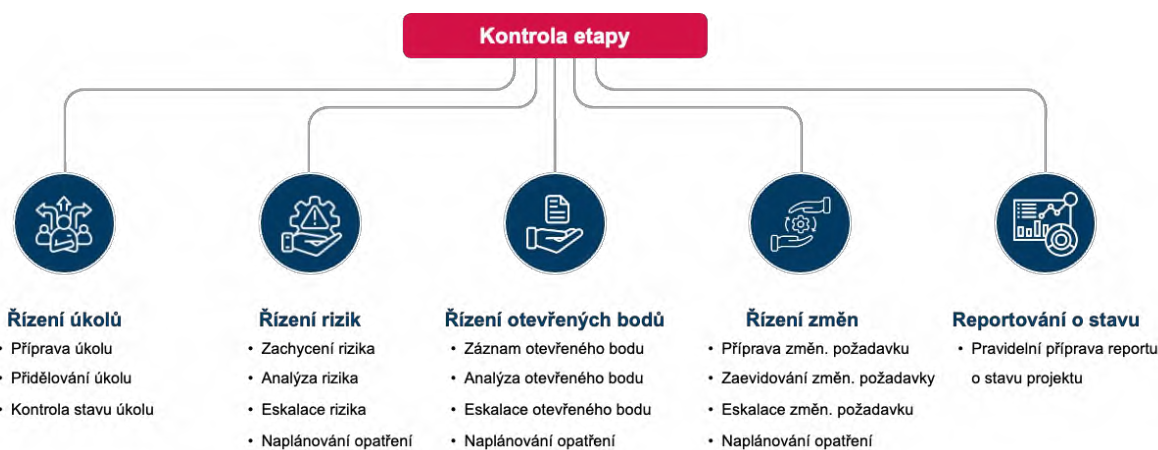 Kontrola etapy
Řízení úkolů
• Příprava úkolu
• Přidělování úkolu
• Kontrola stavu úkolu
Řízení rizik
• Zachycení rizika
• Analýza rizika
• Eskalace rizika
• Naplánování opatření
Řízení otevřených bodů
• Záznam otevřeného bodu
• Analýza otevřeného bodu
• Eskalace otevřeného bodu
• Naplánování opatření
Řízení změn
• Příprava změn. požadavku
• Zaevidování změn. požadavky
• Eskalace změn. požadavku
• Naplánování opatření
Reportování o stavu
• Pravidelní příprava reportu
o stavu projektu